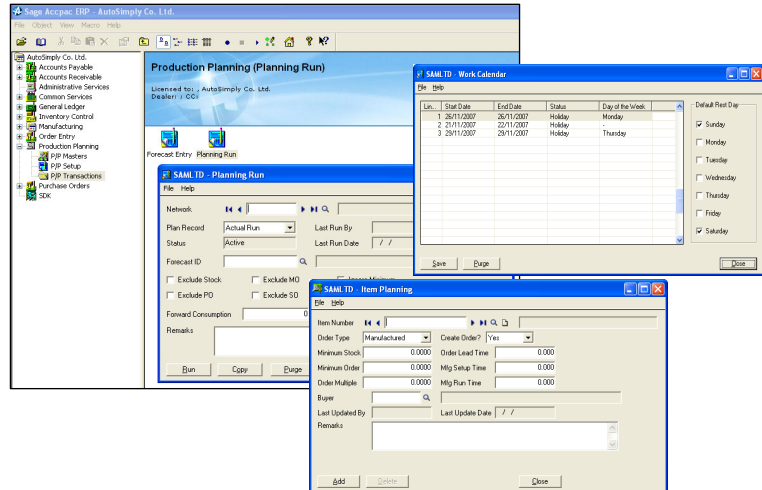 Sage Accpac ERP - AutoSimply Co. Ltd.
File Object View Macro Help
AutoSimply Co. Ltd.
Accounts Payable
Accounts Receivable
Administrative Services
Common Services
General Ledger
Inventory Control
Manufacturing
Order Entry
Production Planning
P/P Masters
P/P Setup
P/P Transactions
Purchase Orders
SDK
Production Planning (Planning Run)
Licensed to: , AutoSimply Co. Ltd.
Dealer: : CC:
Forecast Entry Planning Run
SAMLTD - Planning Run
File Help
Network
Plan Record Actual Run Last Run By
Status Active Last Run Date / /
Forecast ID
Exclude Stock Exclude MO
Exclude PO Exclude SO
Forward Consumption 0
Remarks
Run Copy Purge
SAMLTD - Work Calendar
File Help
Lin... Start Date End Date Status Day of the Week
1 26/11/2007 26/11/2007 Holiday Monday
2 21/11/2007 22/11/2007 Holiday -
3 29/11/2007 29/11/2007 Holiday Thursday
Default Rest Day
Sunday
Monday
Tuesday
Wednesday
Thursday
Friday
Saturday
Save Purge Close
SAMLTD - Item Planning
File Help
Item Number
Order Type Manufactured Create Order? Yes
Minimum Stock 0.0000 Order Lead Time 0.000
Minimum Order 0.0000 Mfg Setup Time 0.000
Order Multiple 0.0000 Mfg Run Time 0.000
Buyer
Last Updated By Last Update Date / /
Remarks
Add Delete Close